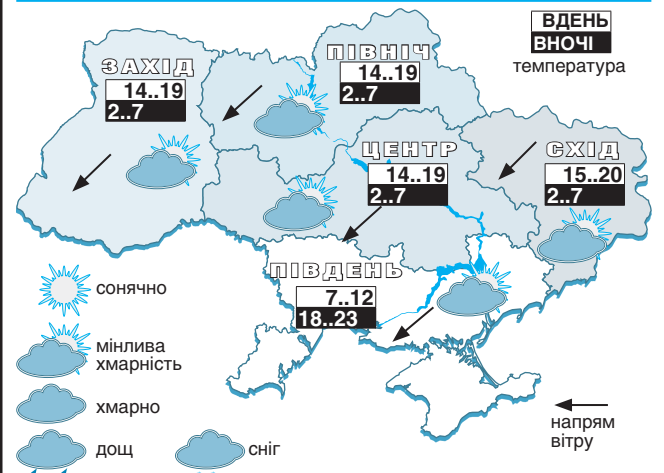 ВДЕНЬ
ВНОЧІ
температура
ПІВНІЧ
14..19
2..7
ЗАХІД
14..19
2..7
ЦЕНТР
14..19
2..7
СХІД
15..20
2..7
ПІВДЕНЬ
7..12
18..23
сонячно
мінлива
хмарність
хмарно
дощ
сніг
напрям
вітру